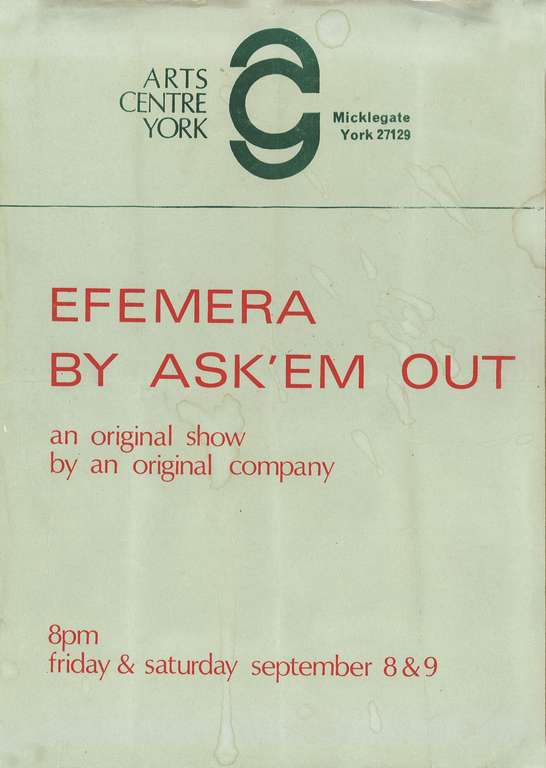 ARTS
CENTRE
YORK
Micklegate
York 27129
EFEMERA
BY ASK'EM OUT
an original show
by an original company
8pm
friday & saturday september 8 & 9